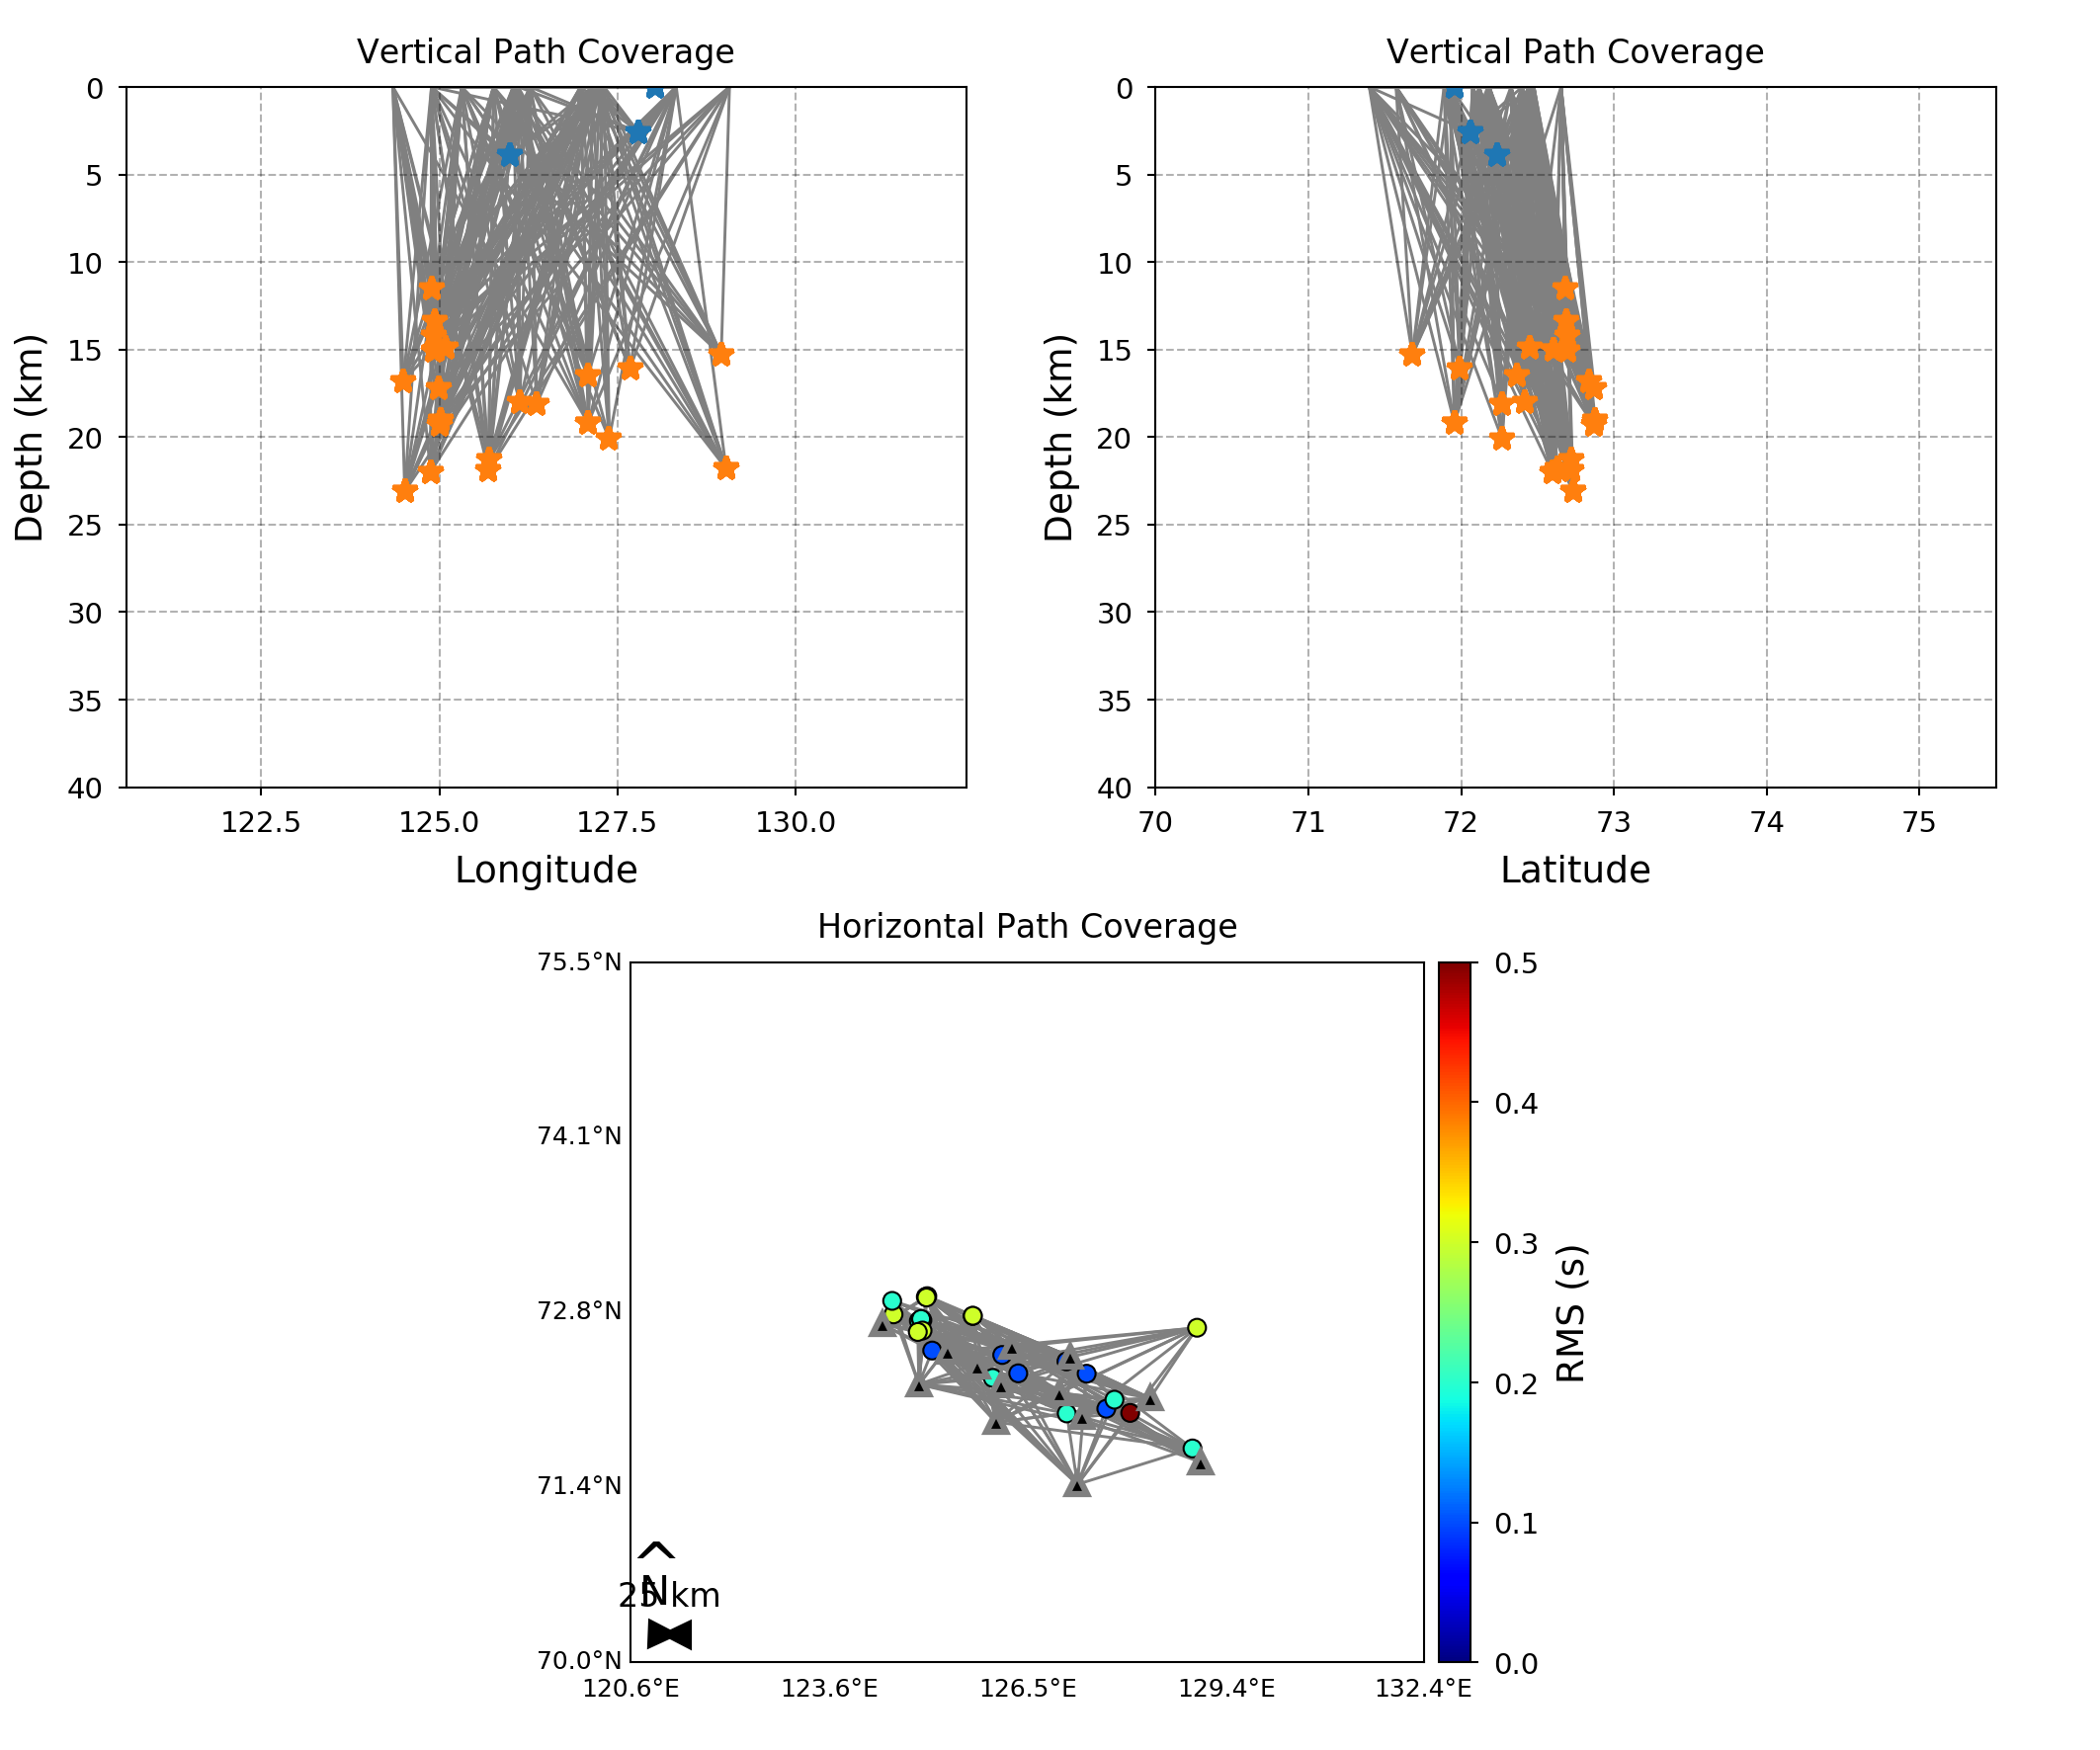 Vertical Path Coverage
0
5
10
15
20
25
30
35
40
Depth (km)
122.5 125.0 127.5 130.0
Longitude
Vertical Path Coverage
0
5
10
15
20
25
30
35
40
Depth (km)
70 71 72 73 74 75
Latitude
Horizontal Path Coverage
75.5°N
74.1°N
72.8°N
71.4°N
70.0°N
120.6°E 123.6°E 126.5°E 129.4°E 132.4°E
N
25 km
0.5
0.4
0.3
0.2
0.1
0.0
RMS (s)